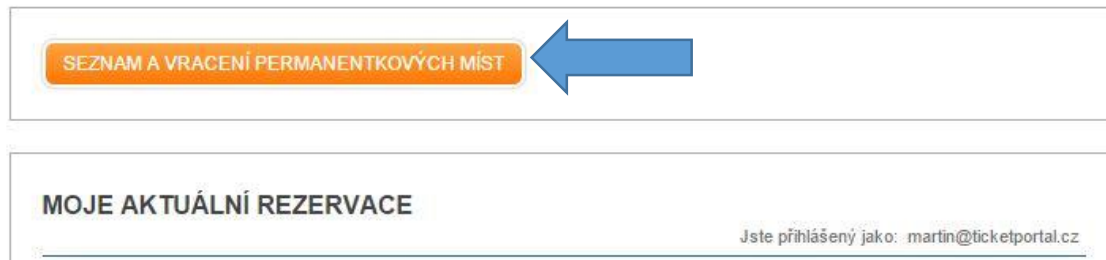 SEZNAM A VRACENÍ PERMANENTKOVÝCH MÍST
MOJE AKTUÁLNÍ REZERVACE
Jste přihlášený jako: martin@ticketportal.cz